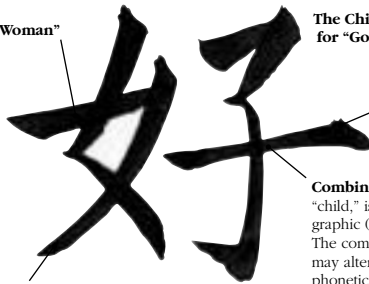 Woman”
The Chi
for “Go
好
Combin
“child,” is
graphic (
The com
may alter
phonetic